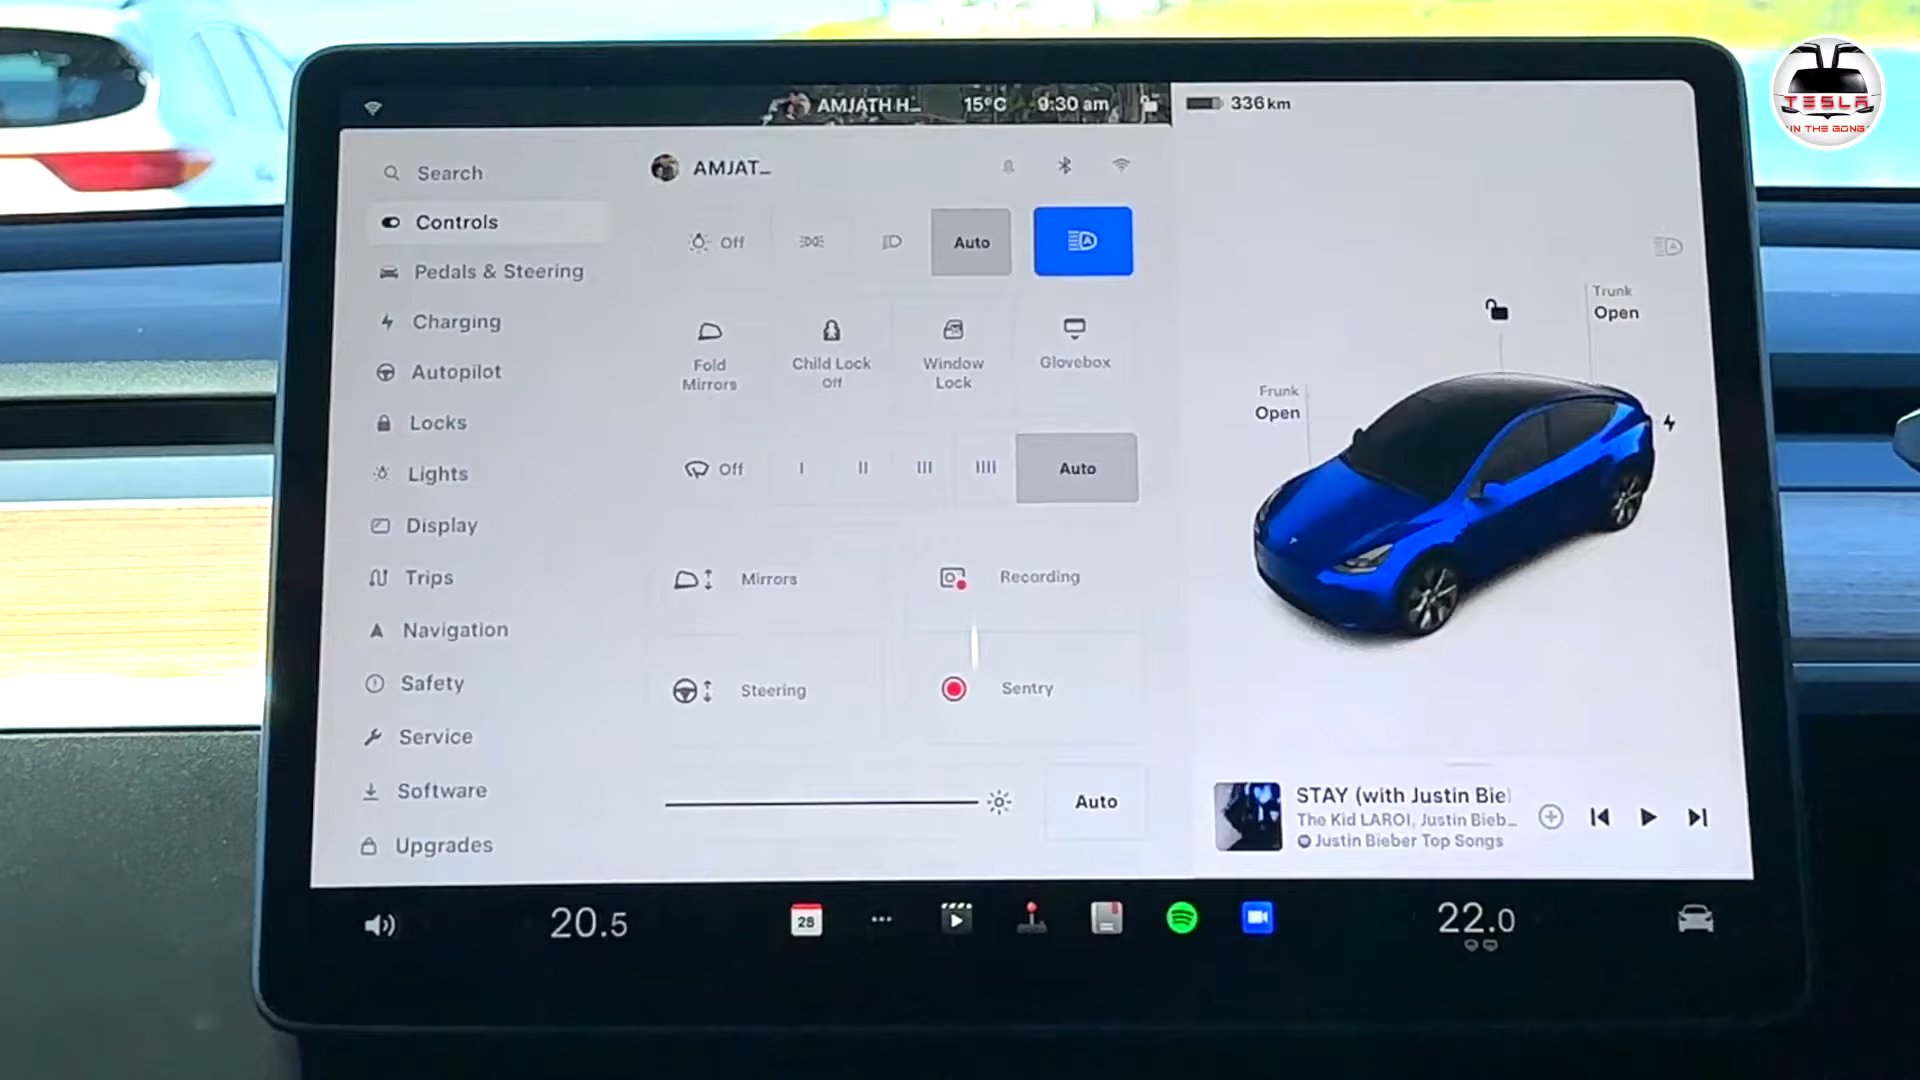 AMJATH H...
15°C
9:30 am
336 km
TESLA
IN THE GONG
Search
AMJAT...
Controls
Off
Auto
Pedals & Steering
Charging
Fold
Mirrors
Child Lock
Off
Window
Lock
Glovebox
Autopilot
Locks
Off
I
II
III
IIII
Auto
Lights
Display
Trips
Mirrors
Recording
Navigation
Safety
Steering
Sentry
Service
Software
Auto
Upgrades
Trunk
Open
Frunk
Open
STAY (with Justin Bie
The Kid LAROI, Justin Bieb...
Justin Bieber Top Songs
20.5
28
22.0